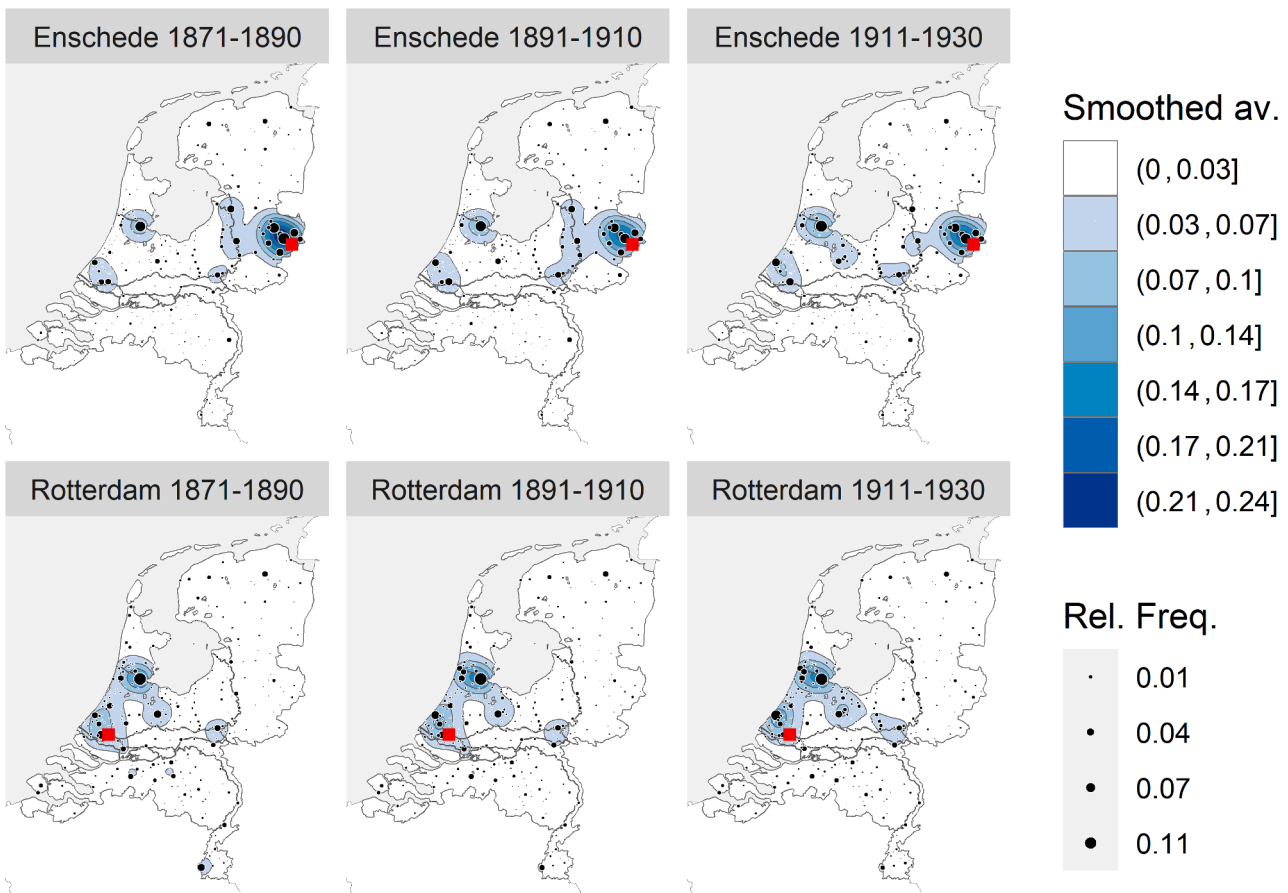 Enschede 1871-1890
Enschede 1891-1910
Enschede 1911-1930
Rotterdam 1871-1890
Rotterdam 1891-1910
Rotterdam 1911-1930
Smoothed av.
(0 , 0.03]
(0.03 , 0.07]
(0.07 , 0.1]
(0.1 , 0.14]
(0.14 , 0.17]
(0.17 , 0.21]
(0.21 , 0.24]
Rel. Freq.
0.01
0.04
0.07
0.11